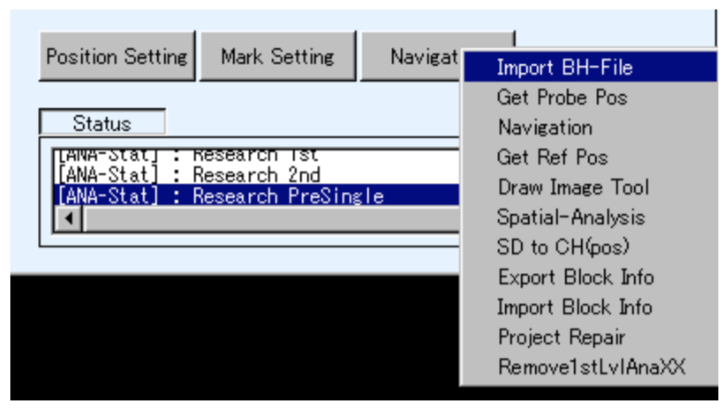 Position Setting
Mark Setting
Navigat
Import BH-File
Get Probe Pos
Navigation
Get Ref Pos
Draw Image Tool
Spatial-Analysis
SD to CH(pos)
Export Block Info
Import Block Info
Project Repair
Remove1stLvlAnaXX
Status
[ANA-Stat] : Research 1st
[ANA-Stat] : Research 2nd
[ANA-Stat] : Research PreSingle